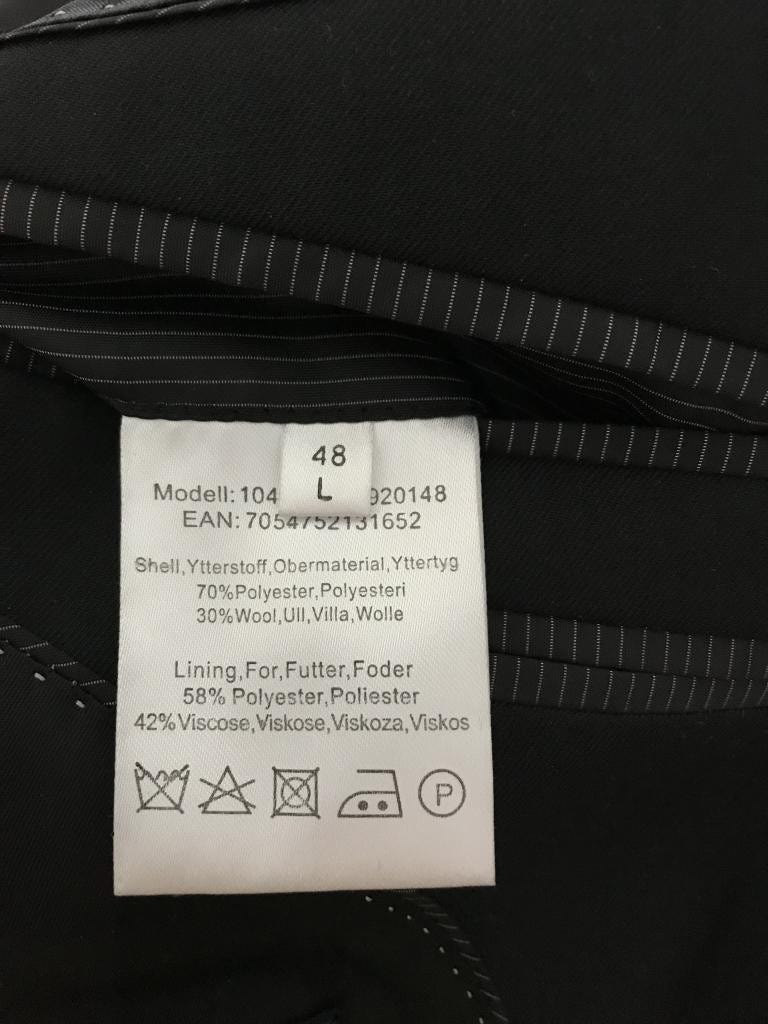 48
L
Modell:104 920148
EAN: 7054752131652
Shell,Ytterstoff,Obermaterial,Yttertyg
70%Polyester,Polyesteri
30%Wool,Ull,Villa,Wolle
Lining,For,Futter,Foder
58% Polyester,Poliester
42%Viscose,Viskose,Viskoza,Viskos
P